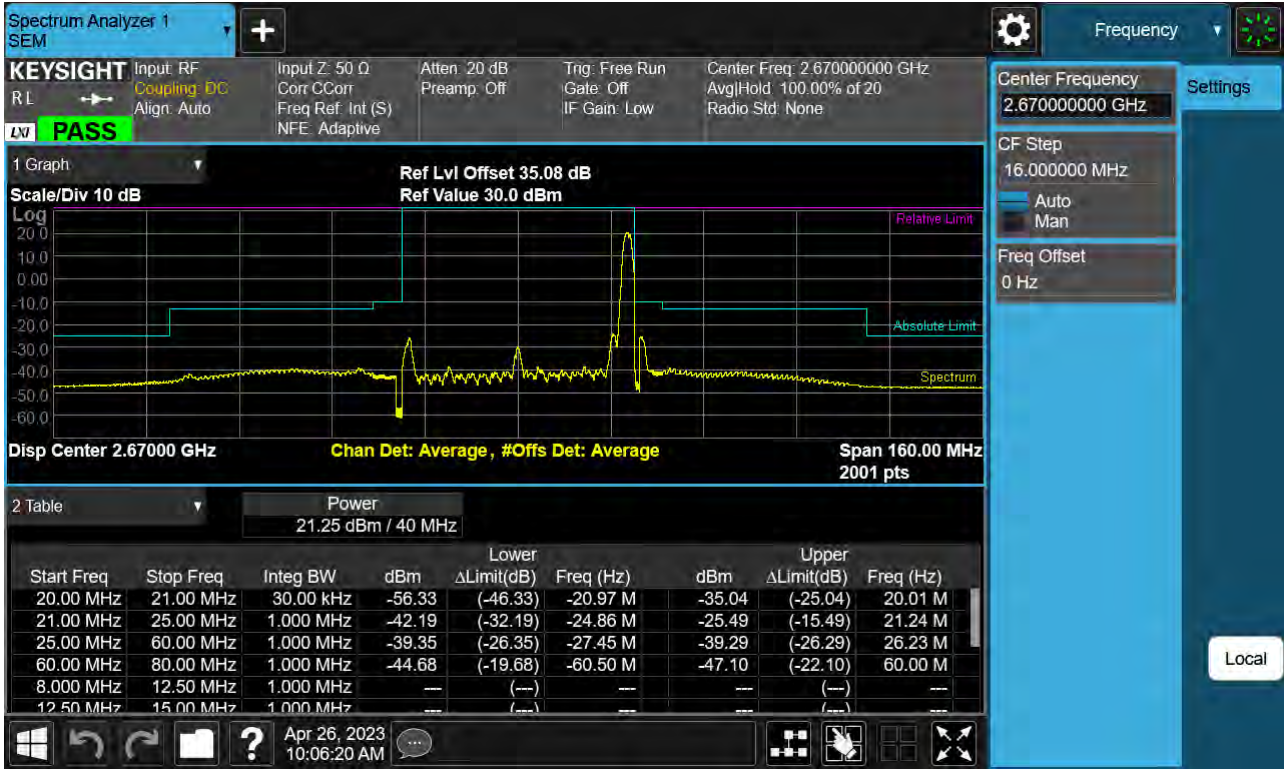 Spectrum Analyzer 1
SEM
Frequency
KEYSIGHT
R L
LXI PASS
Input: RF
Coupling: DC
Align: Auto
Input Z: 50 Ω
Corr CCorr
Freq Ref: Int (S)
NFE: Adaptive
Atten: 20 dB
Preamp: Off
Trig: Free Run
Gate: Off
IF Gain: Low
Center Freq: 2.670000000 GHz
Avg|Hold: 100.00% of 20
Radio Std: None
Center Frequency
2.670000000 GHz
Settings
CF Step
16.000000 MHz
Auto
Man
Freq Offset
0 Hz
Local
1 Graph
Scale/Div 10 dB
Ref Lvl Offset 35.08 dB
Ref Value 30.0 dBm
Log
20.0
10.0
0.00
-10.0
-20.0
-30.0
-40.0
-50.0
-60.0
Relative Limit
Absolute Limit
Spectrum
Disp Center 2.67000 GHz
Chan Det: Average, #Offs Det: Average
Span 160.00 MHz
2001 pts
2 Table
Power
21.25 dBm / 40 MHz
Lower Upper
Start Freq Stop Freq Integ BW dBm ΔLimit(dB) Freq (Hz) dBm ΔLimit(dB) Freq (Hz)
20.00 MHz 21.00 MHz 30.00 kHz -56.33 (-46.33) -20.97 M -35.04 (-25.04) 20.01 M
21.00 MHz 25.00 MHz 1.000 MHz -42.19 (-32.19) -24.86 M -25.49 (-15.49) 21.24 M
25.00 MHz 60.00 MHz 1.000 MHz -39.35 (-26.35) -27.45 M -39.29 (-26.29) 26.23 M
60.00 MHz 80.00 MHz 1.000 MHz -44.68 (-19.68) -60.50 M -47.10 (-22.10) 60.00 M
8.000 MHz 12.50 MHz 1.000 MHz --- (---) --- --- (---) ---
12.50 MHz 15.00 MHz 1.000 MHz --- (---) --- --- (---) ---
Apr 26, 2023
10:06:20 AM